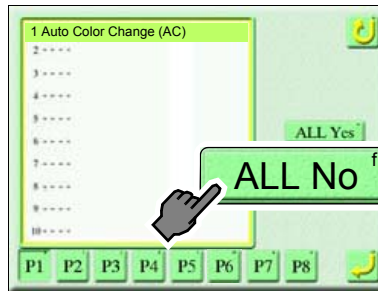 1 Auto Color Change (AC)
2 - - - -
3 - - - -
4 - - - -
5 - - - -
6 - - - -
7 - - - -
8 - - - -
9 - - - -
10 - - - -
ALL Yes
ALL No f
P1 P2 P3 P4 P5 P6 P7 P8